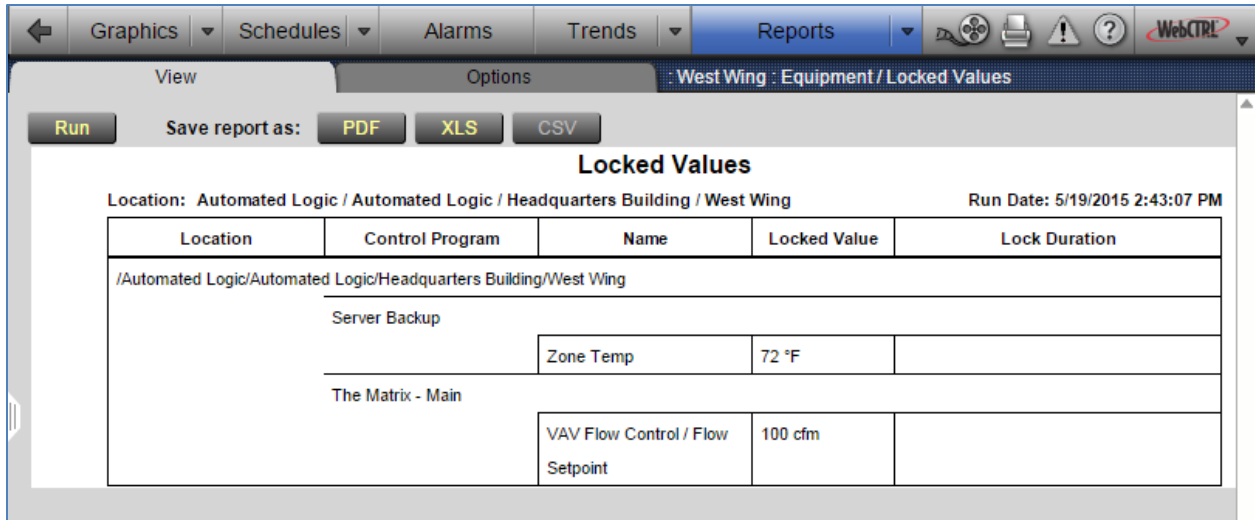 Graphics Schedules Alarms Trends Reports WebCTRL
View Options : West Wing : Equipment / Locked Values
Run Save report as: PDF XLS CSV
Locked Values
Location: Automated Logic / Automated Logic / Headquarters Building / West Wing Run Date: 5/19/2015 2:43:07 PM
Location Control Program Name Locked Value Lock Duration
/Automated Logic/Automated Logic/Headquarters Building/West Wing
Server Backup
Zone Temp 72 °F
The Matrix - Main
VAV Flow Control / Flow 100 cfm
Setpoint